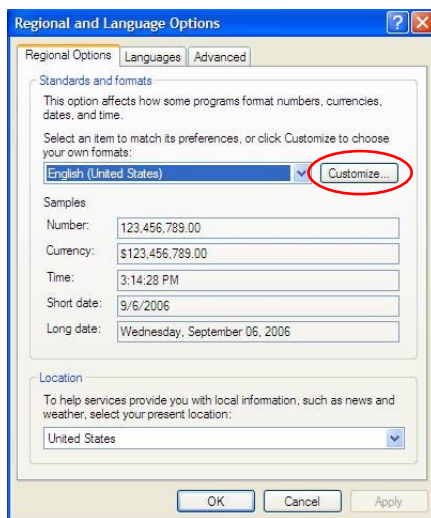 Regional and Language Options
Regional Options Languages Advanced
Standards and formats
This option affects how some programs format numbers, currencies,
dates, and time.
Select an item to match its preferences, or click Customize to choose
your own formats:
English (United States) Customize...
Samples
Number: 123,456,789.00
Currency: $123,456,789.00
Time: 3:14:28 PM
Short date: 9/6/2006
Long date: Wednesday, September 06, 2006
Location
To help services provide you with local information, such as news and
weather, select your present location:
United States
OK Cancel Apply